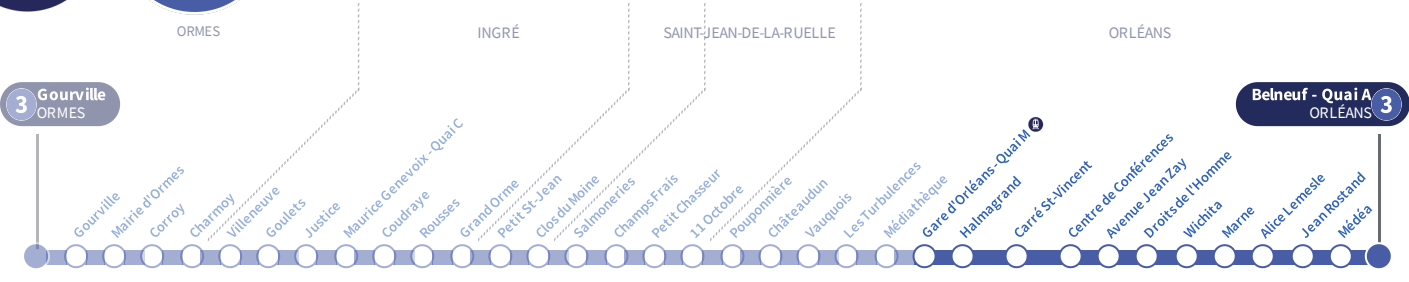 ORMES
INGRÉ
SAINT-JEAN-DE-LA-RUELLE
ORLÉANS
3
Gourville
ORMES
Belneuf - Quai A
ORLÉANS
3
Gourville
Mairie d'Ormes
Corroy
Charmoy
Villeneuve
Goulets
Justice
Maurice Genevoix - Quai C
Coudraye
Rousses
Grand Orme
Petit St-Jean
Clos du Moine
Salmoneries
Champs Frais
Petit Chasseur
11 Octobre
Pouponnière
Châteaudun
Vauquois
Les Turbulences
Médiathèque
Gare d'Orléans - Quai M
Halmagrand
Carré St-Vincent
Centre de Conférences
Avenue Jean Zay
Droits de l'Homme
Wichita
Marne
Alice Lemesle
Jean Rostand
Médéa